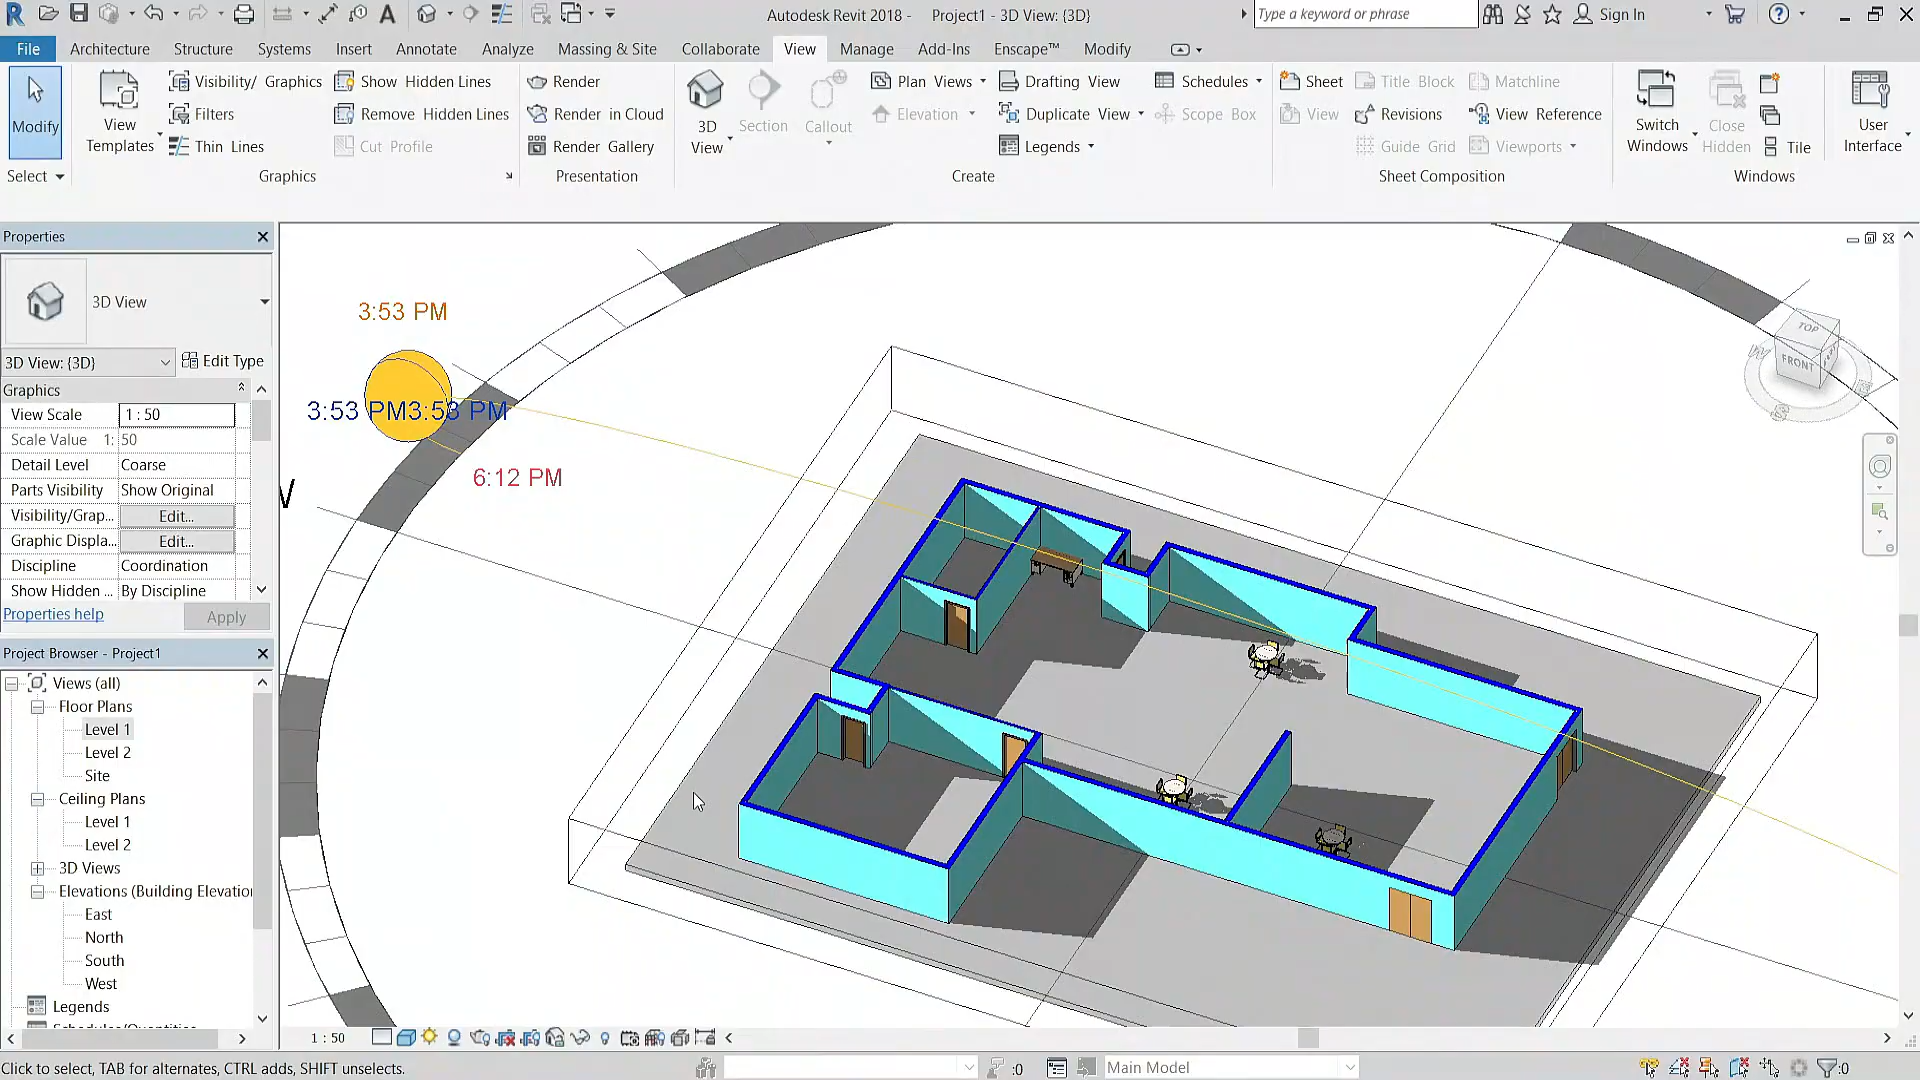 Autodesk Revit 2018 - Project1 - 3D View: {3D}
Type a keyword or phrase
Sign In
File Architecture Structure Systems Insert Annotate Analyze Massing & Site Collaborate View Manage Add-Ins Enscape™ Modify
Modify
Select
View Templates
Visibility/ Graphics
Filters
Thin Lines
Show Hidden Lines
Remove Hidden Lines
Cut Profile
Graphics
Render
Render in Cloud
Render Gallery
Presentation
3D View
Section
Callout
Plan Views
Elevation
Drafting View
Duplicate View
Legends
Schedules
Scope Box
Create
Sheet
View
Title Block
Revisions
Guide Grid
Matchline
View Reference
Viewports
Sheet Composition
Switch Windows
Close Hidden
Tile
Windows
User Interface
Properties
3D View
3D View: {3D}
Edit Type
Graphics
View Scale 1 : 50
Scale Value 1: 50
Detail Level Coarse
Parts Visibility Show Original
Visibility/Grap... Edit...
Graphic Displa... Edit...
Discipline Coordination
Show Hidden ... By Discipline
Properties help
Apply
Project Browser - Project1
Views (all)
Floor Plans
Level 1
Level 2
Site
Ceiling Plans
Level 1
Level 2
3D Views
Elevations (Building Elevation
East
North
South
West
Legends
3:53 PM
3:53 PM3:53 PM
6:12 PM
TOP
FRONT
W
S
1 : 50
Click to select, TAB for alternates, CTRL adds, SHIFT unselects.
:0
Main Model
:0